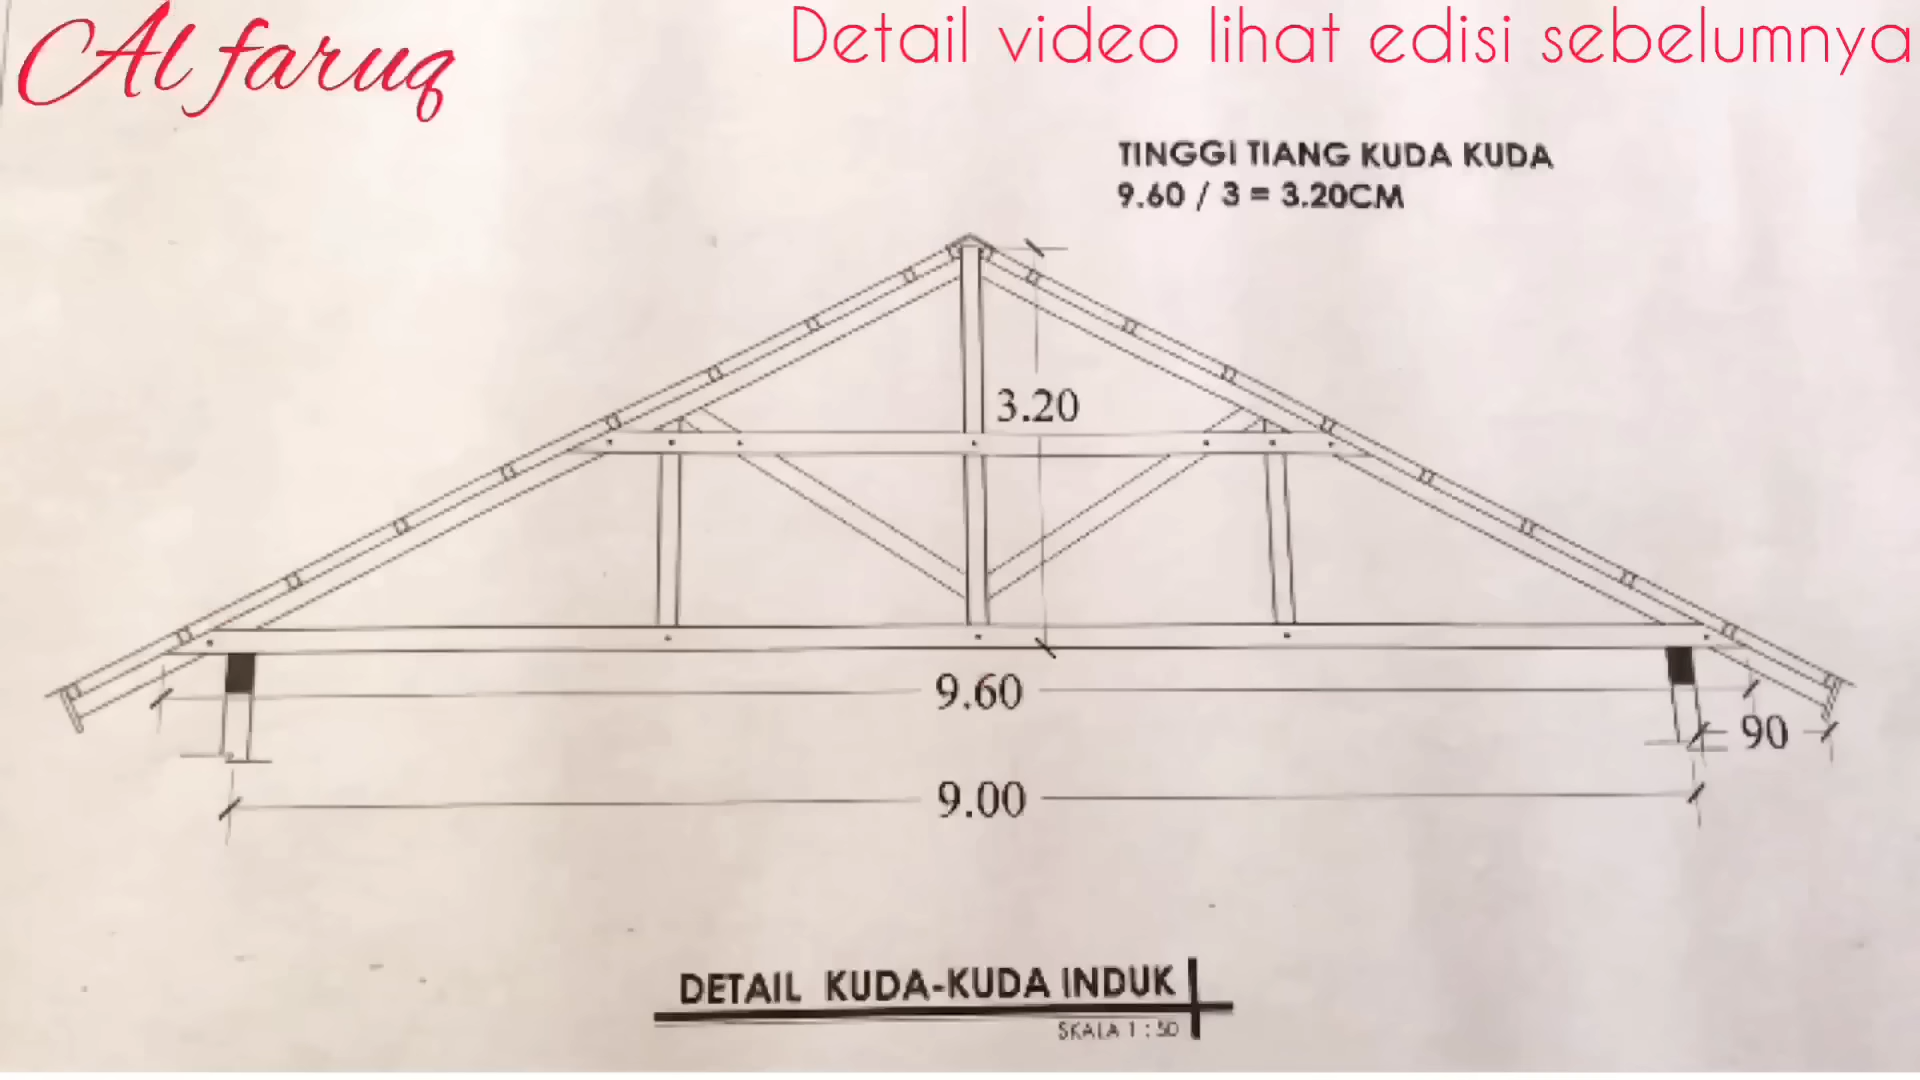 Al faruq
Detail video lihat edisi sebelumnya
TINGGI TIANG KUDA KUDA
9.60 / 3 = 3.20CM
3.20
9.60
90
9.00
DETAIL KUDA-KUDA INDUK
SKALA 1 : 50